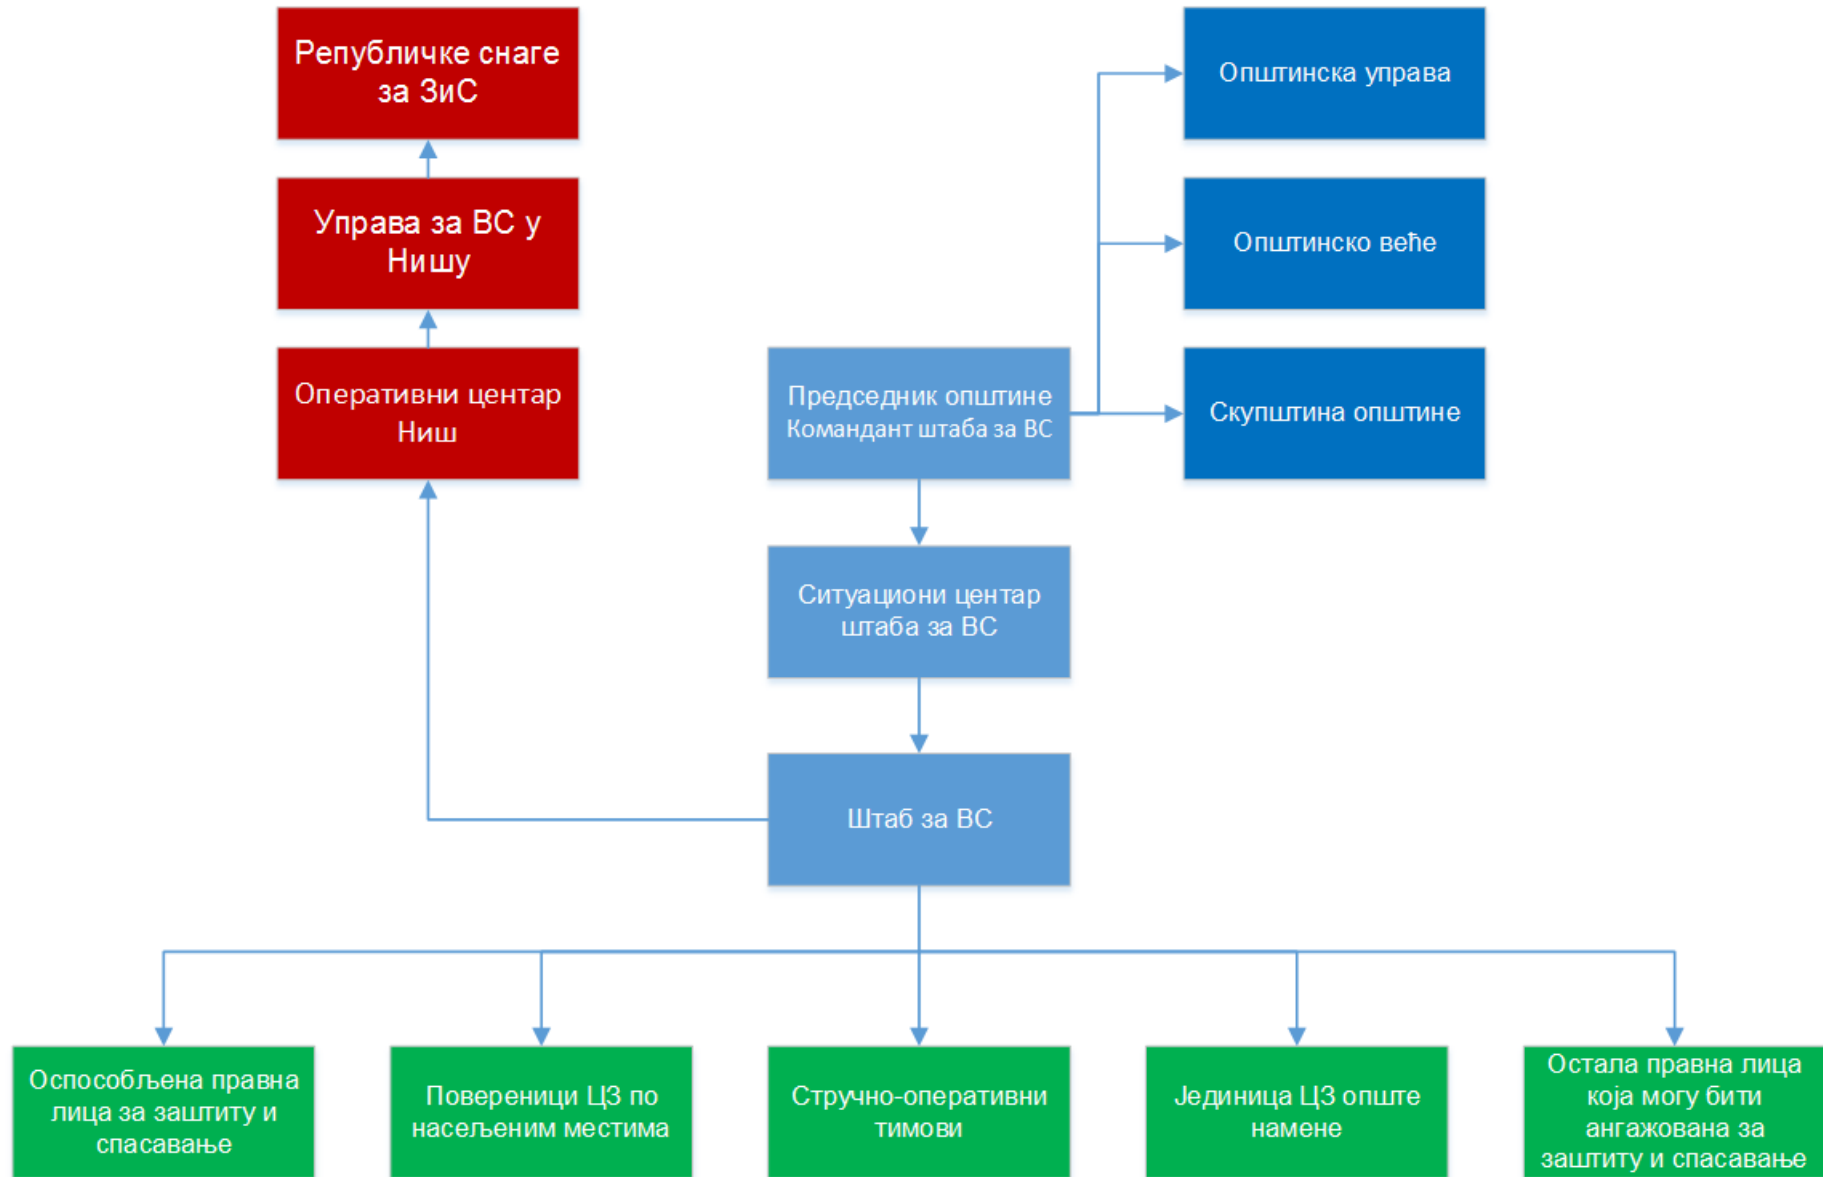 Републичке снаге
за ЗиС
Општинска управа
Управа за ВС у
Нишу
Општинско веће
Оперативни центар
Ниш
Председник општине
Командант штаба за ВС
Скупштина општине
Ситуациони центар
штаба за ВС
Штаб за ВС
Оспособљена правна
лица за заштиту и
спасавање
Повереници ЦЗ по
насељеним местима
Стручно-оперативни
тимови
Јединица ЦЗ опште
намене
Остала правна лица
која могу бити
ангажована за
заштиту и спасавање